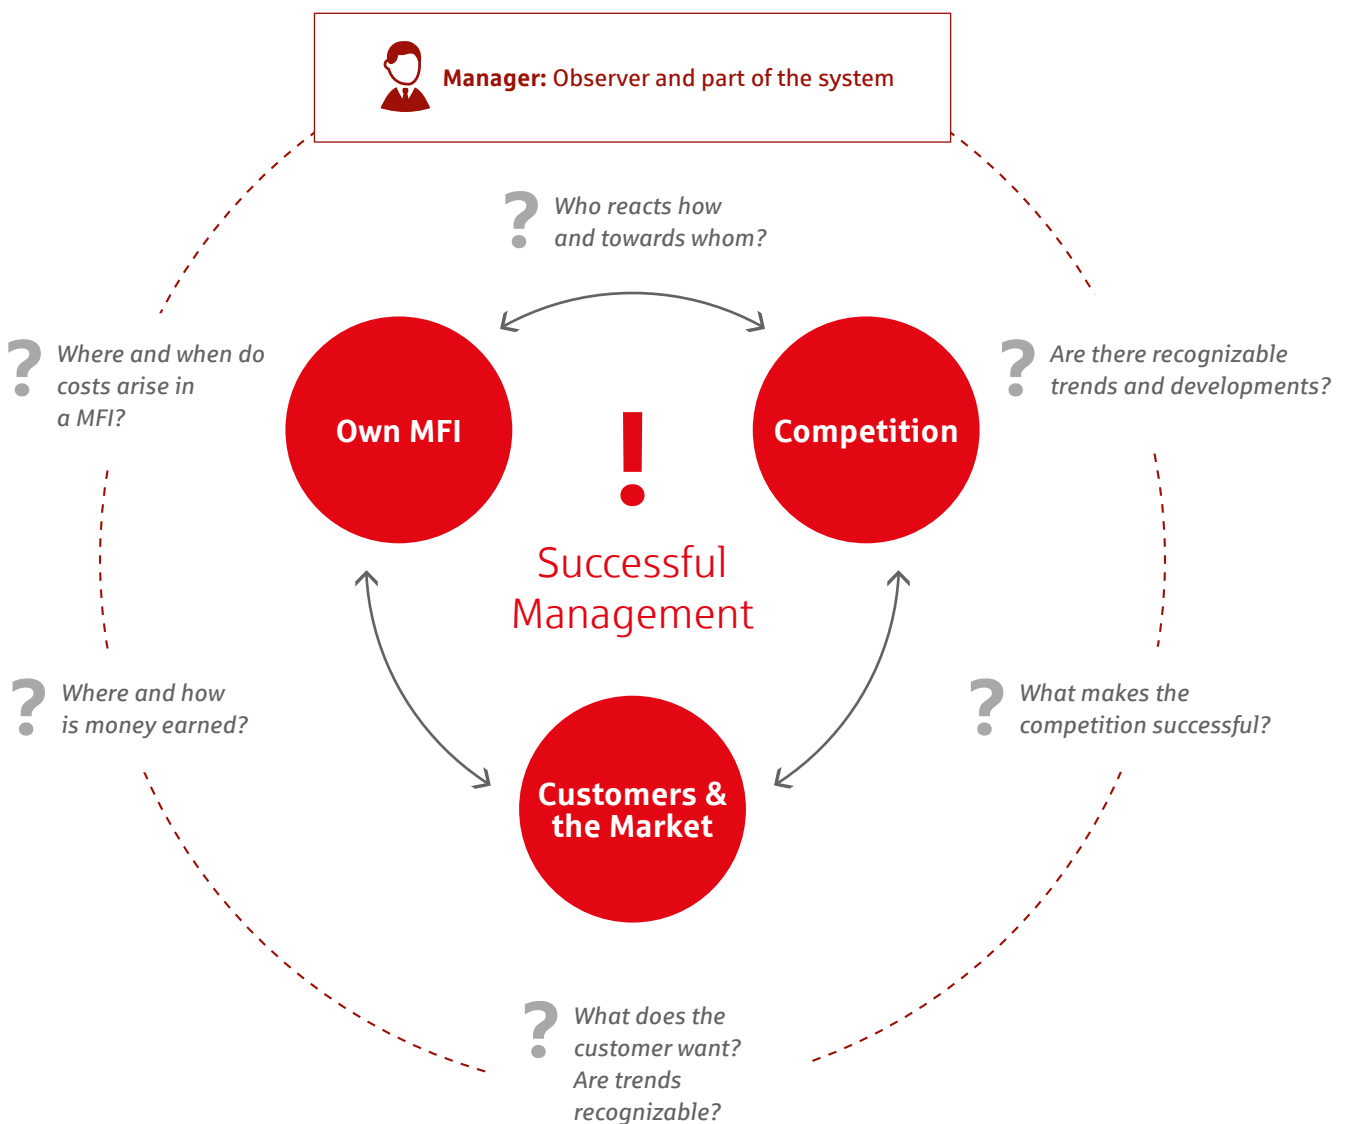 Manager: Observer and part of the system
?
Who reacts how
and towards whom?
?
Where and when do
costs arise in
a MFI?
?
Are there recognizable
trends and developments?
Own MFI
!
Competition
Successful
Management
?
Where and how
is money earned?
?
What makes the
competition successful?
Customers &
the Market
?
What does the
customer want?
Are trends
recognizable?